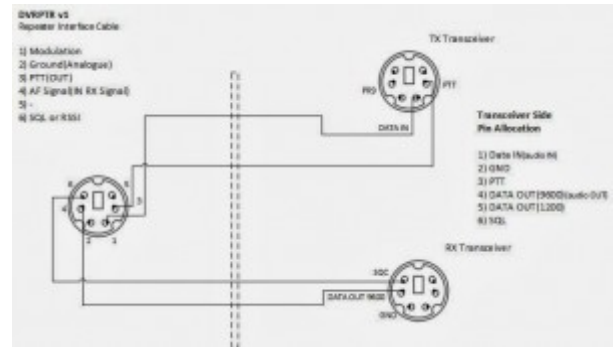 DVRPTR v1
Repeater Interface Cable
1) Modulation
2) Ground(Analogue)
3) PTT(OUT)
4) AF Signal(IN RX Signal)
5) -
6) SQL or RSSI
TX Transceiver
PTT
DATA IN
Transceiver Side
Pin Allocation
1) Data IN(audio IN)
2) GND
3) PTT
4) DATA OUT(9600)(audio OUT)
5) DATA OUT(1200)
6) SQL
6
5
4
3
2
1
RX Transceiver
SQC
DATA OUT 9600
GND